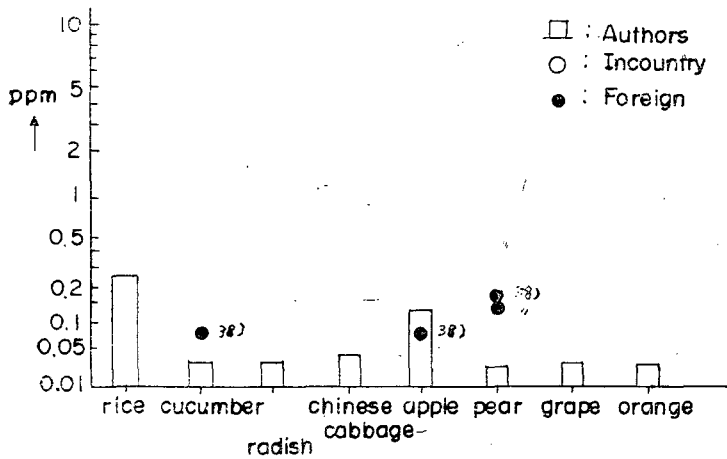 10
5
ppm
2
1
0.5
0.2
0.1
0.05
0.01
: Authors
: Incountry
: Foreign
38)
38)
38)
"
rice cucumber chinese apple pear grape orange
cabbage
radish